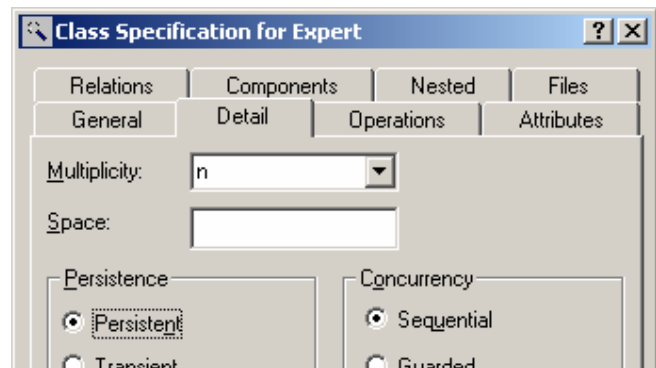 Class Specification for Expert
Relations Components Nested Files
General Detail Operations Attributes
Multiplicity: n
Space:
Persistence Concurrency
Persistent Sequential
Transient Guarded